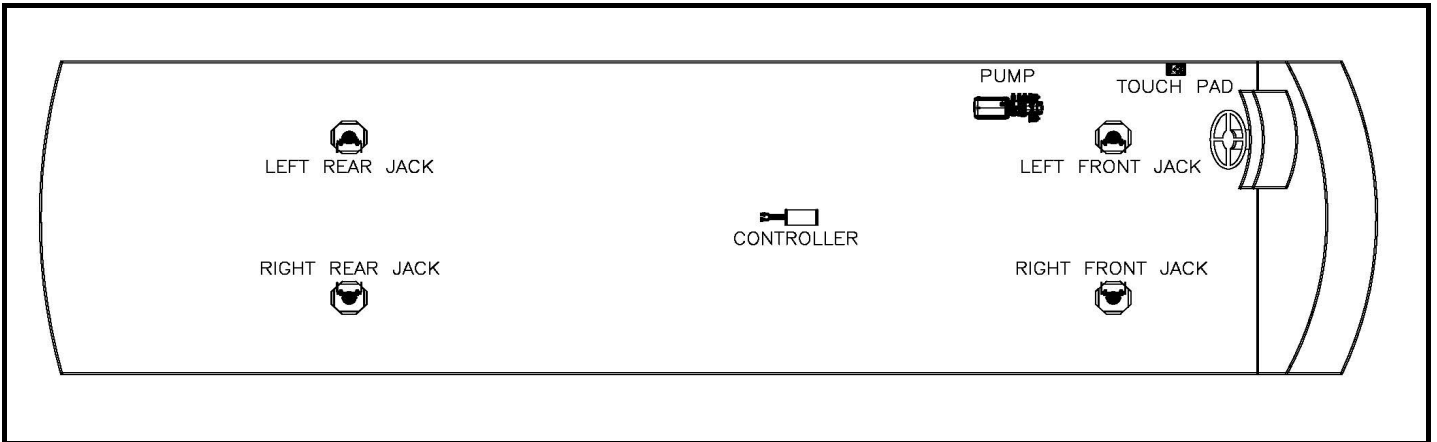 PUMP
TOUCH PAD
LEFT REAR JACK
LEFT FRONT JACK
CONTROLLER
RIGHT REAR JACK
RIGHT FRONT JACK